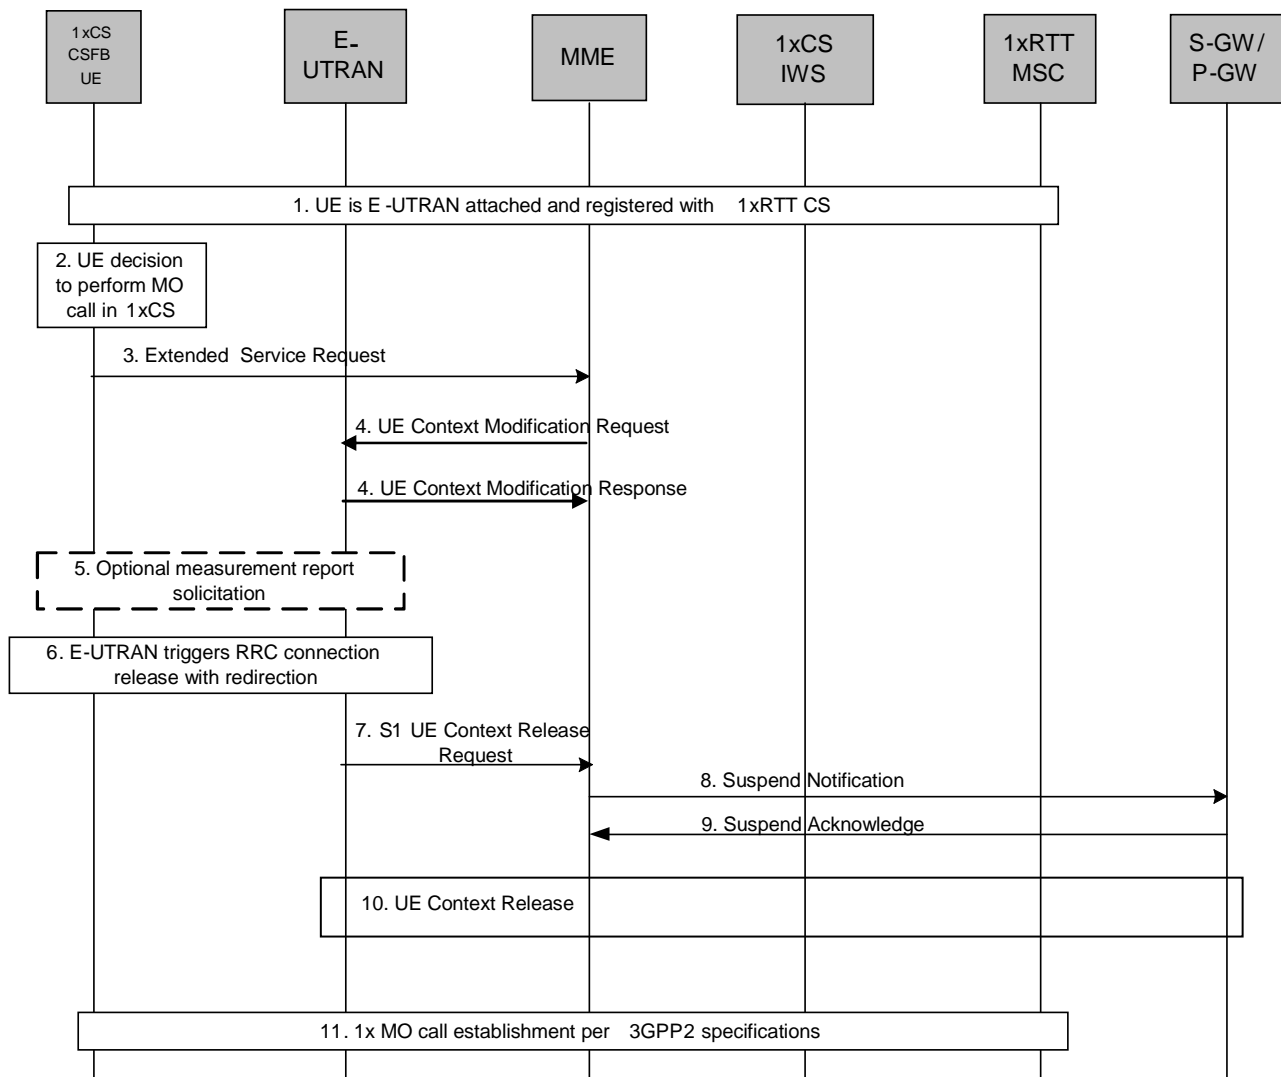 1xCS
CSFB
UE
E-
UTRAN
MME
1xCS
IWS
1xRTT
MSC
S-GW/
P-GW
1. UE is E-UTRAN attached and registered with 1xRTT CS
2. UE decision
to perform MO
call in 1xCS
3. Extended Service Request
4. UE Context Modification Request
4. UE Context Modification Response
5. Optional measurement report
solicitation
6. E-UTRAN triggers RRC connection
release with redirection
7. S1 UE Context Release
Request
8. Suspend Notification
9. Suspend Acknowledge
10. UE Context Release
11. 1x MO call establishment per 3GPP2 specifications